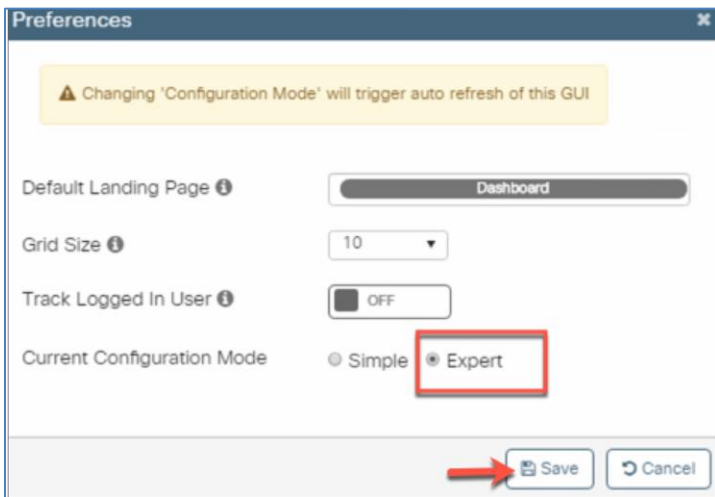 Preferences
Changing 'Configuration Mode' will trigger auto refresh of this GUI
Default Landing Page Dashboard
Grid Size 10
Track Logged In User OFF
Current Configuration Mode Simple Expert
Save Cancel